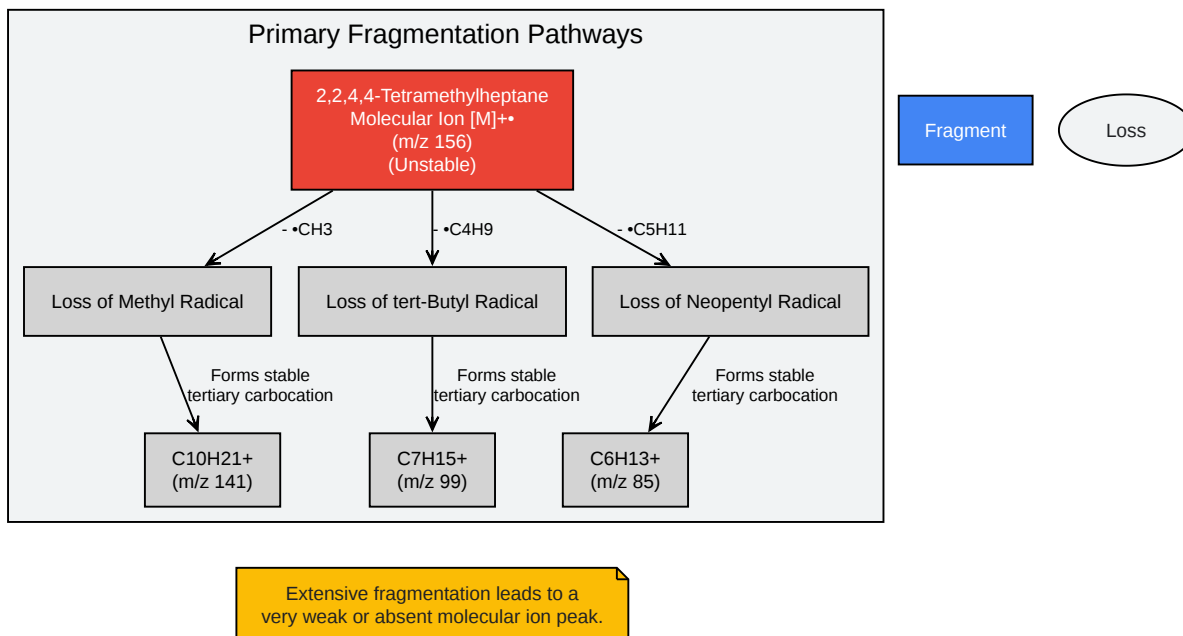 Primary Fragmentation Pathways
2,2,4,4-Tetramethylheptane
Molecular Ion [M]+•
(m/z 156)
(Unstable)
Fragment
Loss
- •CH3
- •C4H9
- •C5H11
Loss of Methyl Radical
Loss of tert-Butyl Radical
Loss of Neopentyl Radical
Forms stable
tertiary carbocation
Forms stable
tertiary carbocation
Forms stable
tertiary carbocation
C10H21+
(m/z 141)
C7H15+
(m/z 99)
C6H13+
(m/z 85)
Extensive fragmentation leads to a
very weak or absent molecular ion peak.